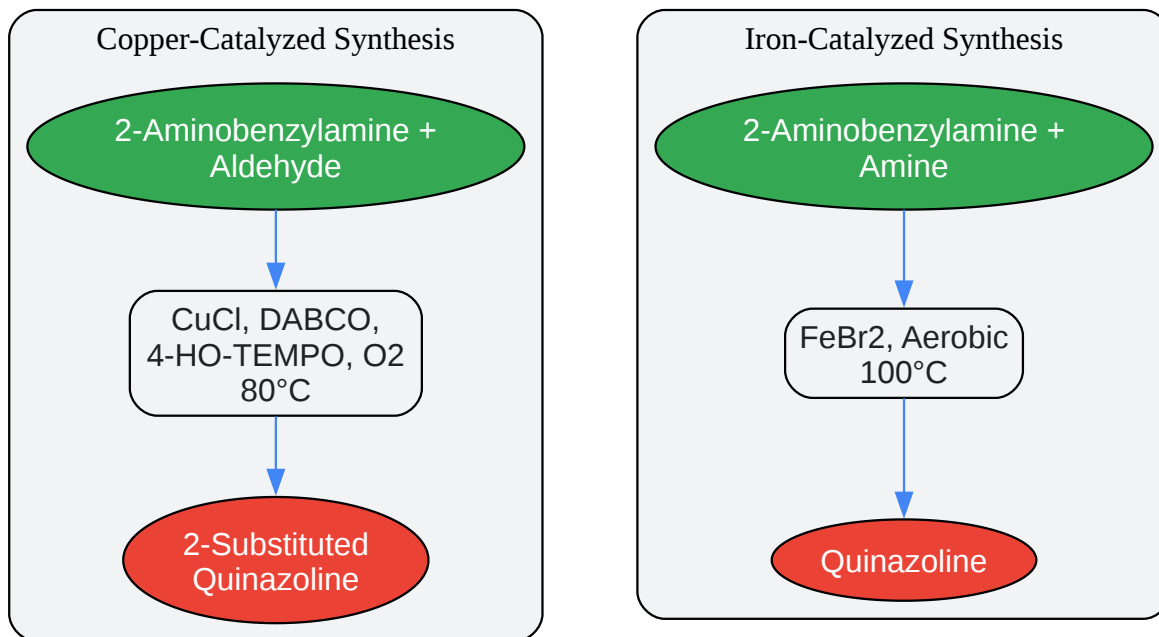 Copper-Catalyzed Synthesis
2-Aminobenzylamine +
Aldehyde
CuCl, DABCO,
4-HO-TEMPO, O2
80°C
2-Substituted
Quinazoline
Iron-Catalyzed Synthesis
2-Aminobenzylamine +
Amine
FeBr2, Aerobic
100°C
Quinazoline